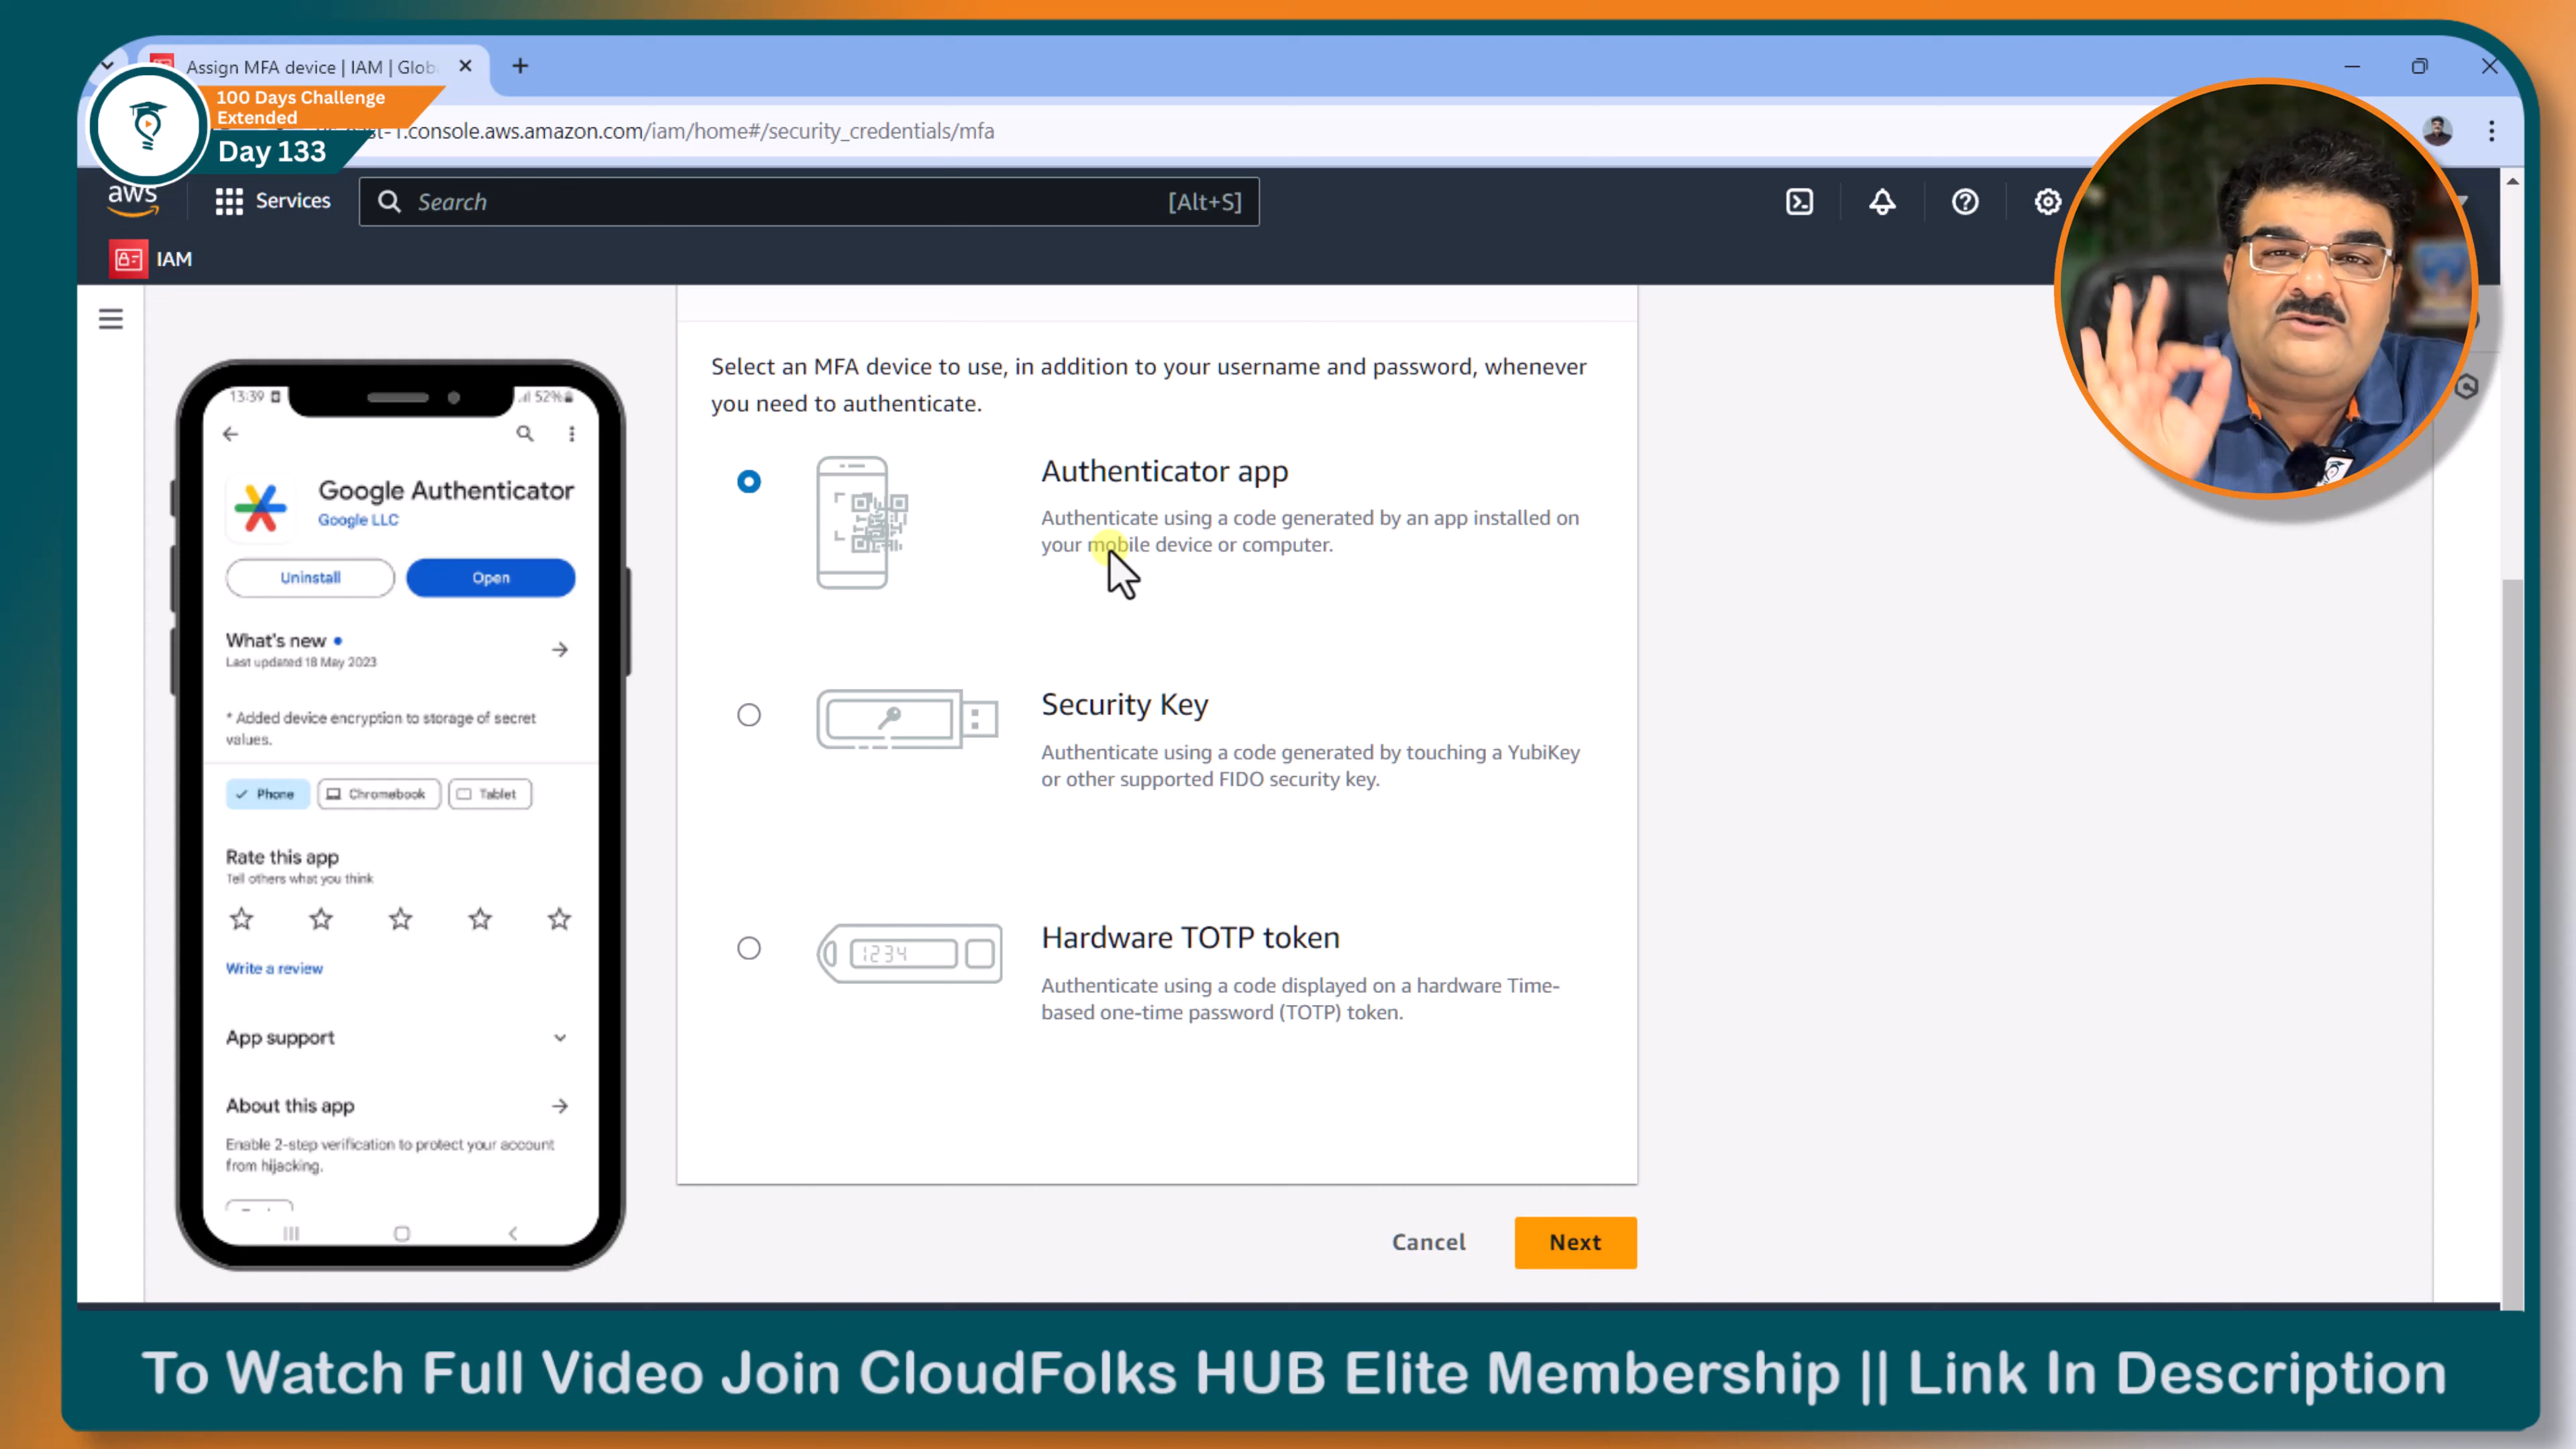 Assign MFA device | IAM | Glob
100 Days Challenge
Extended
Day 133
-1.console.aws.amazon.com/iam/home#/security_credentials/mfa
aws
Services
Search
[Alt+S]
IAM
13:39
52%
Google Authenticator
Google LLC
Uninstall
Open
What's new
Last updated 18 May 2023
* Added device encryption to storage of secret
values.
Phone
Chromebook
Tablet
Rate this app
Tell others what you think
Write a review
App support
About this app
Enable 2-step verification to protect your account
from hijacking.
Select an MFA device to use, in addition to your username and password, whenever
you need to authenticate.
Authenticator app
Authenticate using a code generated by an app installed on
your mobile device or computer.
Security Key
Authenticate using a code generated by touching a YubiKey
or other supported FIDO security key.
1234
Hardware TOTP token
Authenticate using a code displayed on a hardware Time-
based one-time password (TOTP) token.
Cancel
Next
To Watch Full Video Join CloudFolks HUB Elite Membership || Link In Description